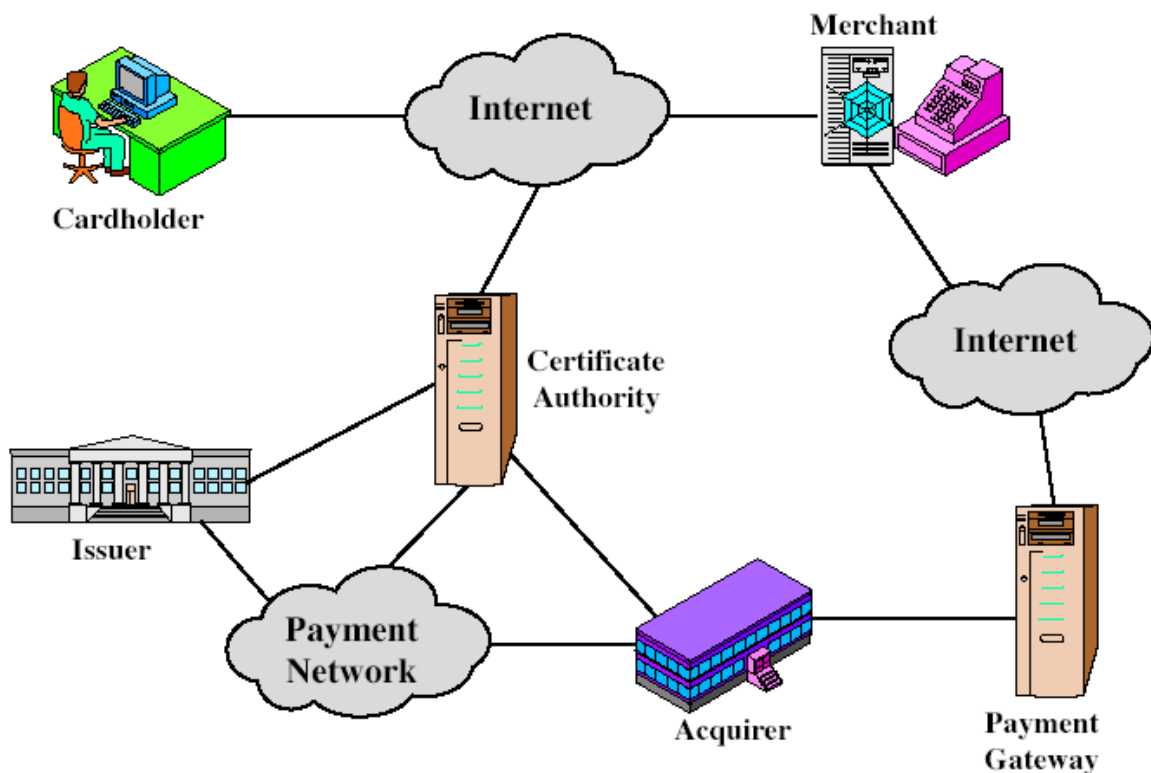 Merchant
Internet
Cardholder
Internet
Certificate
Authority
Issuer
Payment
Network
Acquirer
Payment
Gateway